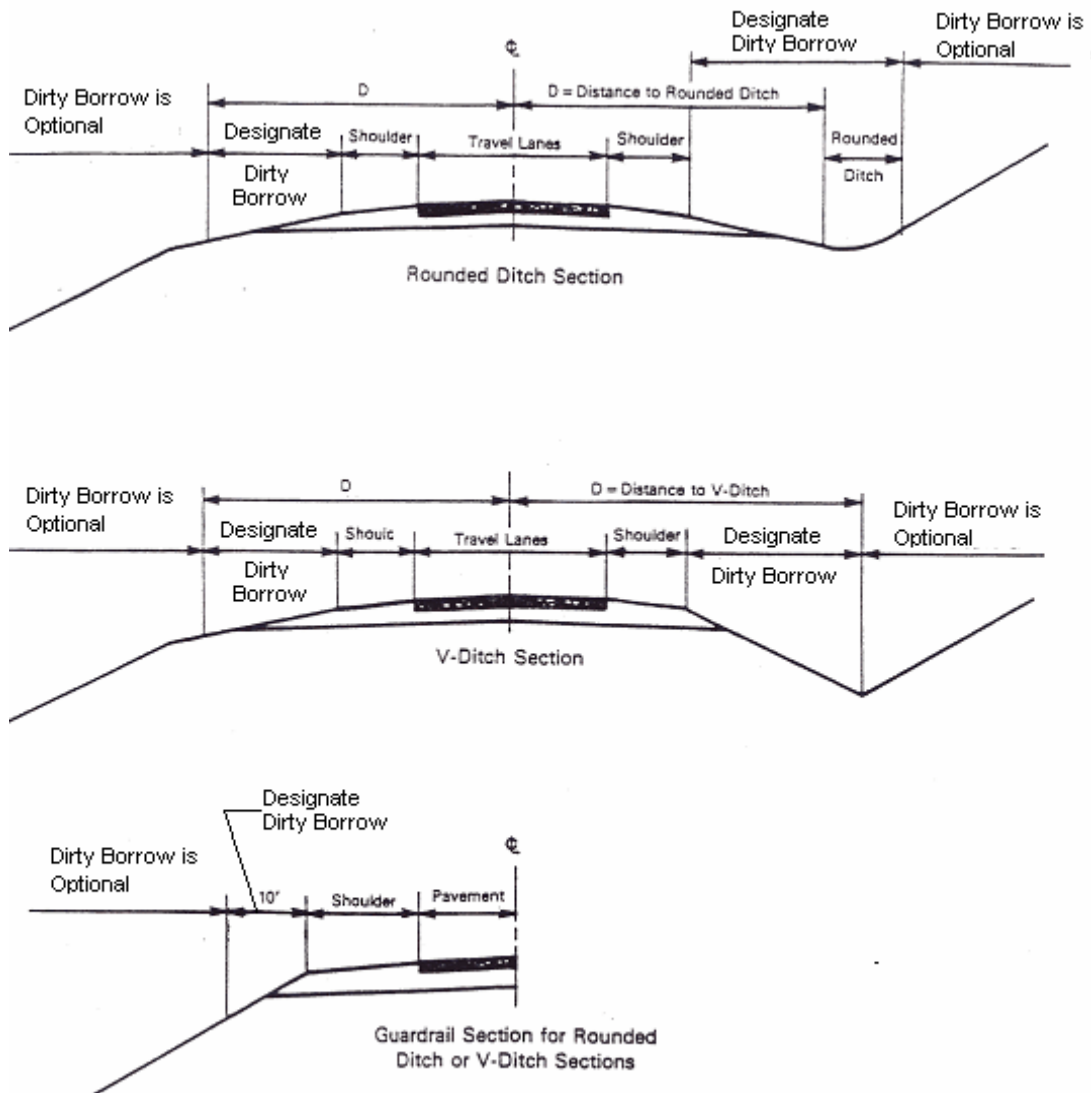 Designate
Dirty Borrow
Dirty Borrow is
Optional
℄
Dirty Borrow is
Optional
D
D = Distance to Rounded Ditch
Designate
Shoulder
Travel Lanes
Shoulder
Rounded
Ditch
Dirty
Borrow
Rounded Ditch Section
℄
Dirty Borrow is
Optional
D
D = Distance to V-Ditch
Dirty Borrow is
Optional
Designate
Shouic
Travel Lanes
Shoulder
Designate
Dirty
Borrow
Dirty Borrow
V-Ditch Section
Designate
Dirty Borrow
℄
Dirty Borrow is
Optional
10'
Shoulder
Pavement
Guardrail Section for Rounded
Ditch or V-Ditch Sections